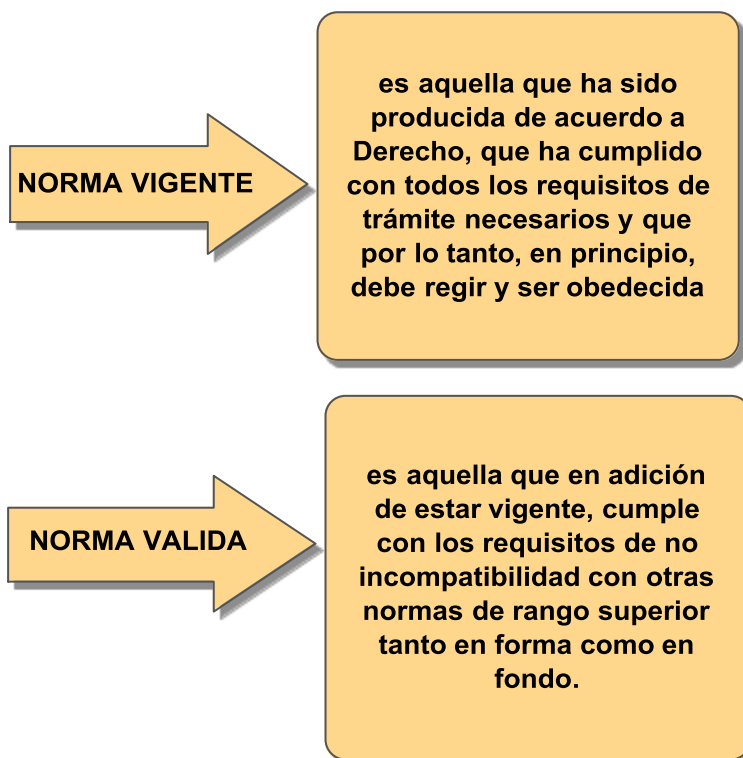 NORMA VIGENTE
es aquella que ha sido
producida de acuerdo a
Derecho, que ha cumplido
con todos los requisitos de
trámite necesarios y que
por lo tanto, en principio,
debe regir y ser obedecida
NORMA VALIDA
es aquella que en adición
de estar vigente, cumple
con los requisitos de no
incompatibilidad con otras
normas de rango superior
tanto en forma como en
fondo.